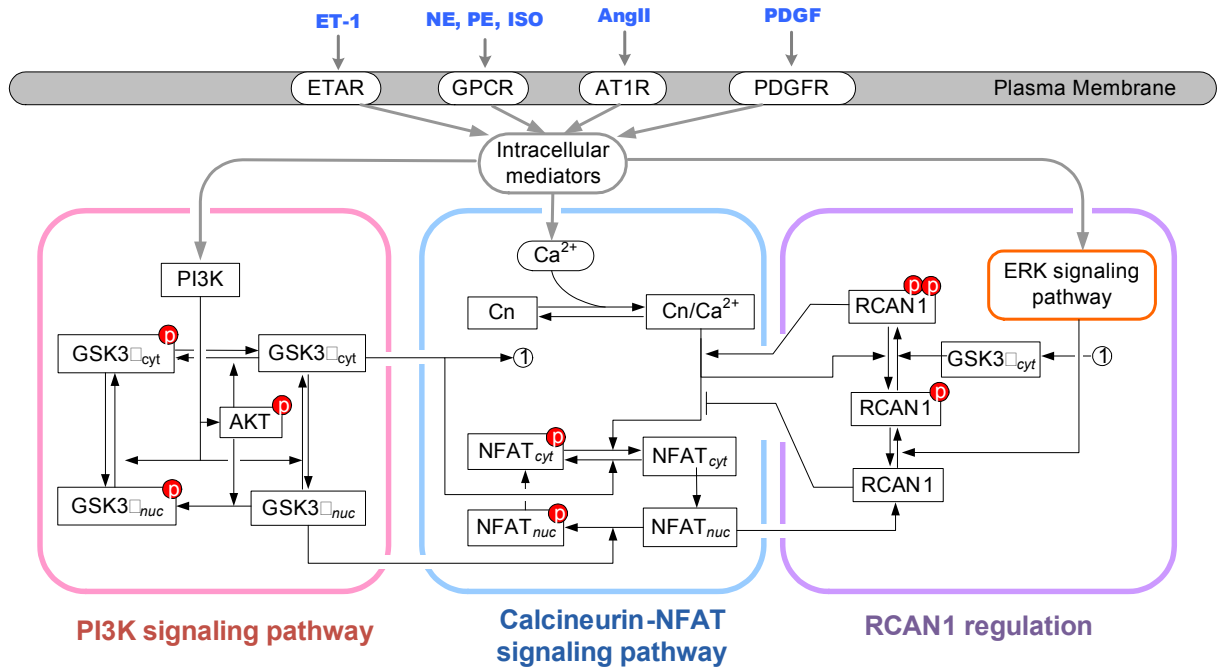 ET-1
NE, PE, ISO
AngII
PDGF
ETAR
GPCR
AT1R
PDGFR
Plasma Membrane
Intracellular
mediators
PI3K
GSK3□cyt
p
GSK3□cyt
AKT
p
GSK3□nuc
p
GSK3□nuc
PI3K signaling pathway
Ca2+
Cn
Cn/Ca2+
1
NFATcyt
p
NFATcyt
NFATnuc
p
NFATnuc
Calcineurin-NFAT
signaling pathway
ERK signaling
pathway
RCAN1
p
p
GSK3□cyt
1
RCAN1
p
RCAN1
RCAN1 regulation